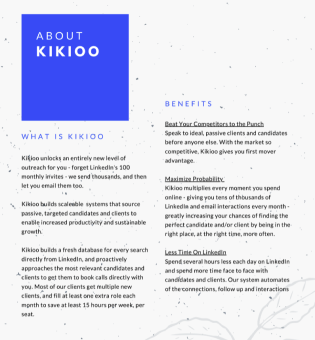 ABOUT
KIKIOO
WHAT IS KIKIOO
Kikioo unlocks an entirely new level of
outreach for you - forget LinkedIn's 100
monthly invites - we send thousands, and then
let you email them too.
Kikioo builds scaleable systems that source
passive, targeted candidates and clients to
enable increased productivity and sustainable
growth.
Kikioo builds a fresh database for every search
directly from LinkedIn, and proactively
approaches the most relevant candidates and
clients to get them to book calls directly with
you. Most of our clients get multiple new
clients, and fill at least one extra role each
month to save at least 15 hours per week, per
seat.
BENEFITS
Beat Your Competitors to the Punch
Speak to ideal, passive clients and candidates
before anyone else. With the market so
competitive, Kikioo gives you first mover
advantage.
Maximize Probability
Kikioo multiplies every moment you spend
online - giving you tens of thousands of
LinkedIn and email interactions every month -
greatly increasing your chances of finding the
perfect candidate and/or client by being in the
right place, at the right time, more often.
Less Time On LinkedIn
Spend several hours less each day on LinkedIn
and spend more time face to face with
candidates and clients. Our system automates
of the connections, follow up and interactions